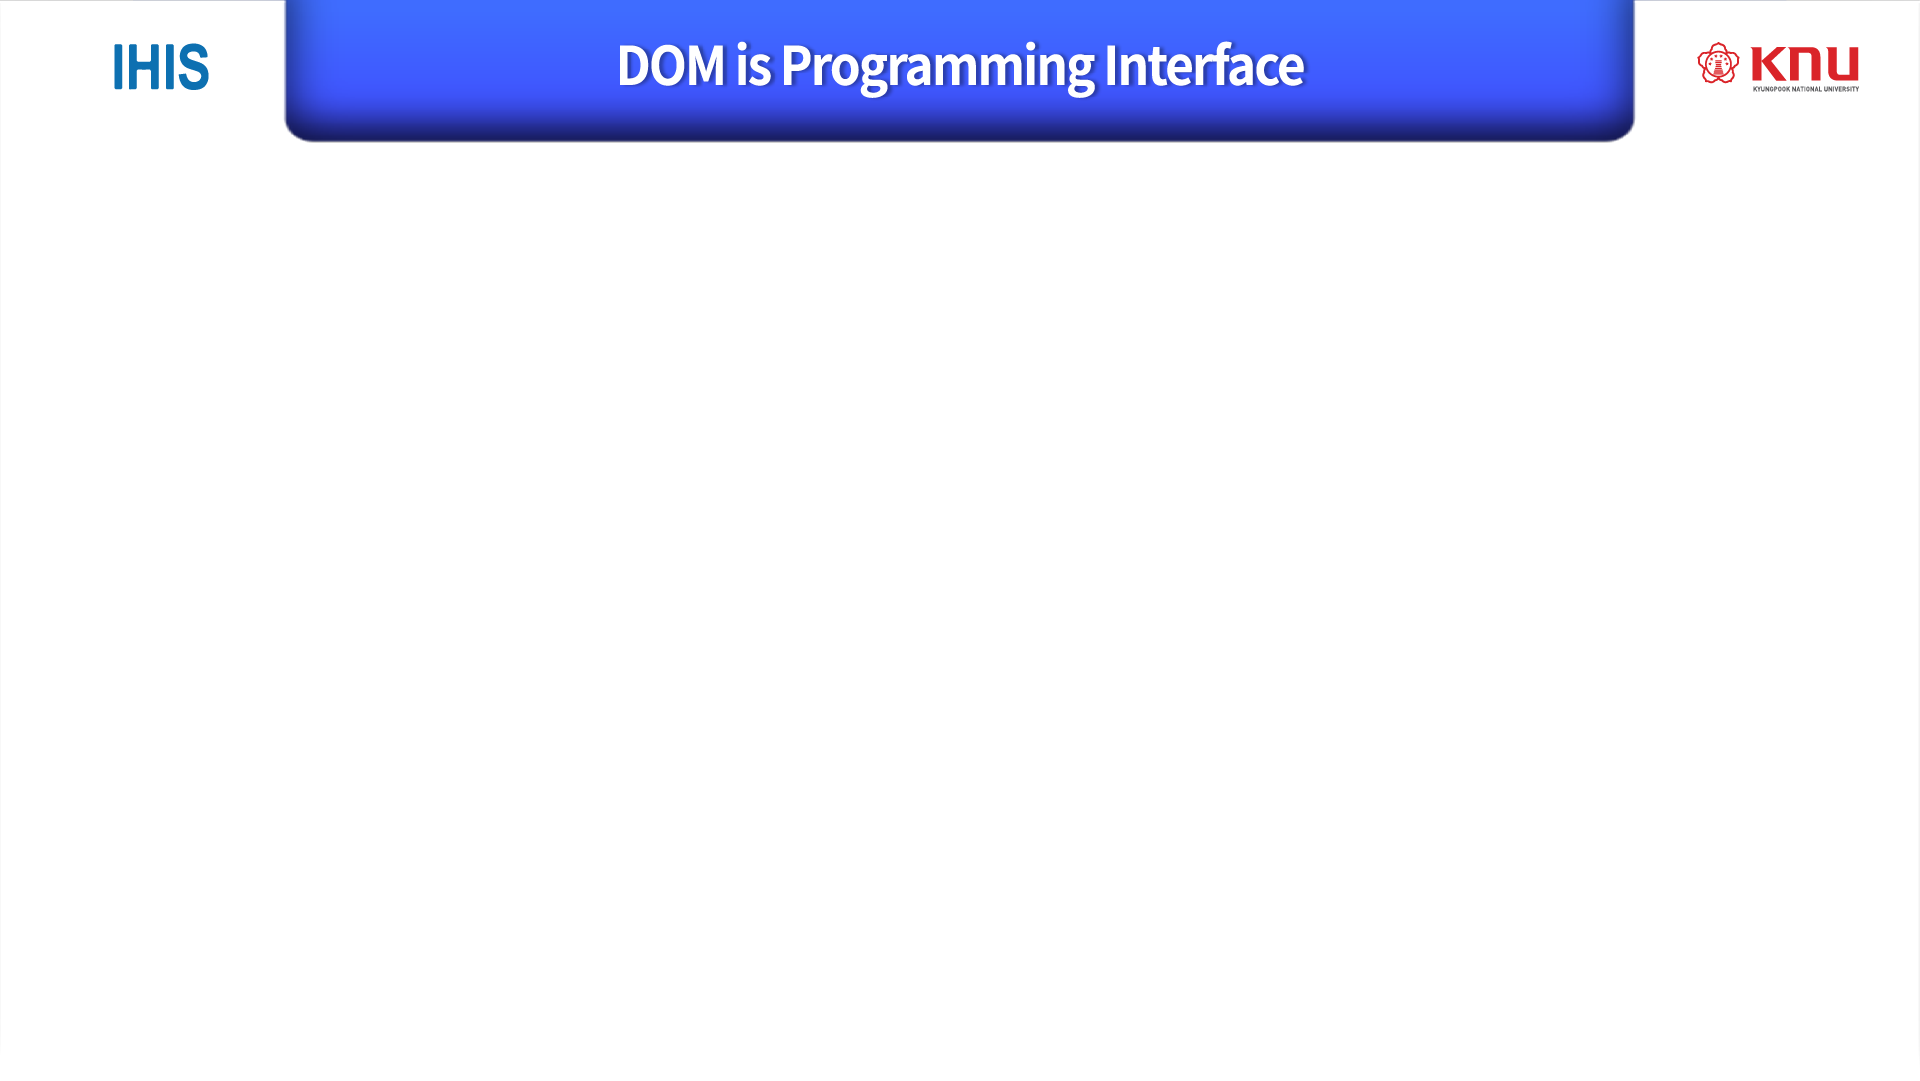 IHIS
DOM is Programming Interface
KNU
KYUNGPOOK NATIONAL UNIVERSITY